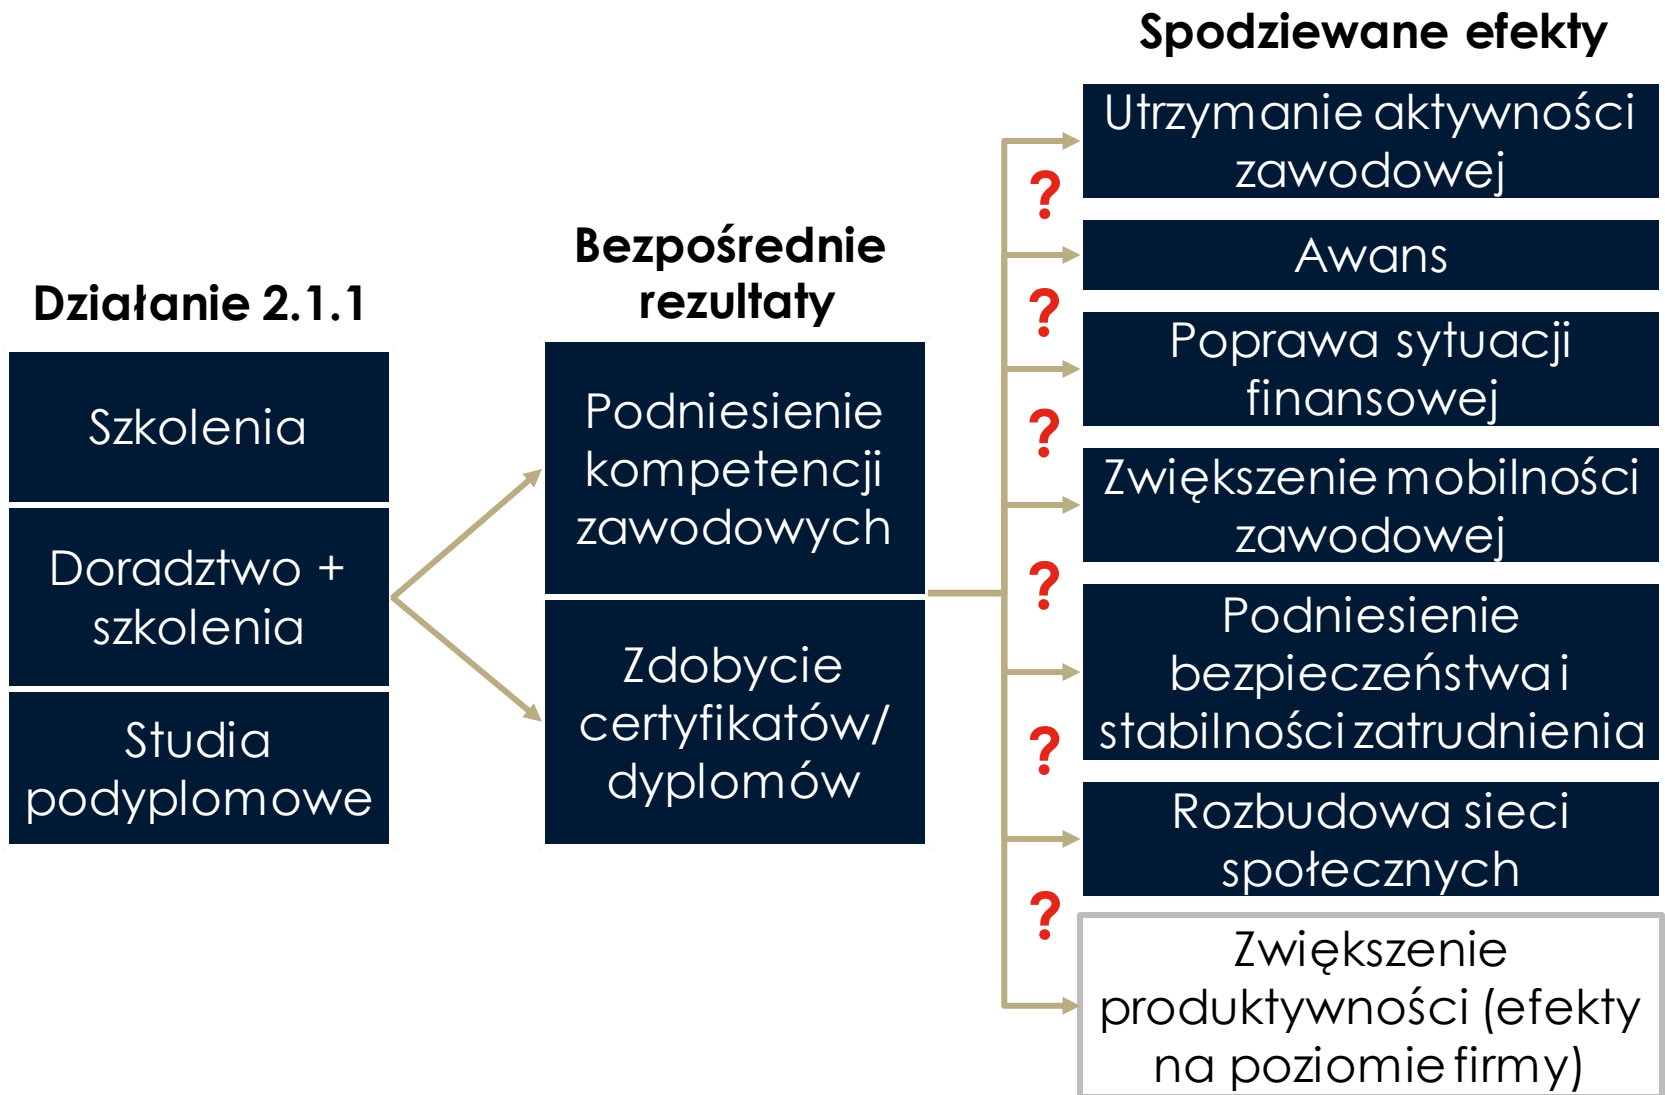 Działanie 2.1.1
Szkolenia
Doradztwo +
szkolenia
Studia
podyplomowe
Bezpośrednie
rezultaty
Podniesienie
kompetencji
zawodowych
Zdobycie
certyfikatów/
dyplomów
Spodziewane efekty
Utrzymanie aktywności
zawodowej
?
Awans
?
Poprawa sytuacji
finansowej
?
Zwiększenie mobilności
zawodowej
?
Podniesienie
bezpieczeństwa i
stabilności zatrudnienia
?
Rozbudowa sieci
społecznych
?
Zwiększenie
produktywności (efekty
na poziomie firmy)